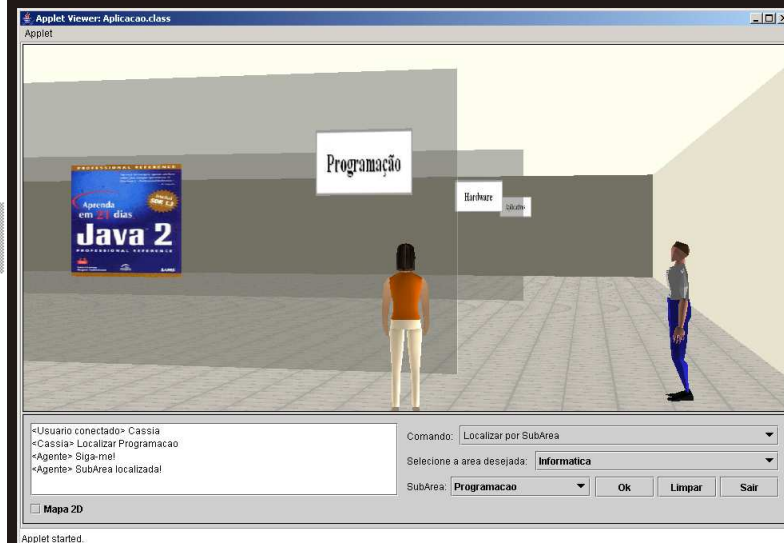 Applet Viewer: Aplicacao.class
Applet
PROFESSIONAL REFERENCE
Aprenda
em 21 dias
Java 2
PROFESSIONAL REFERENCE
Programação
Hardware
<Usuario conectado> Cassia
<Cassia> Localizar Programacao
<Agente> Siga-me!
<Agente> SubArea localizada!
Mapa 2D
Comando: Localizar por SubArea
Selecione a area desejada: Informatica
SubArea: Programacao Ok Limpar Sair
Applet started.